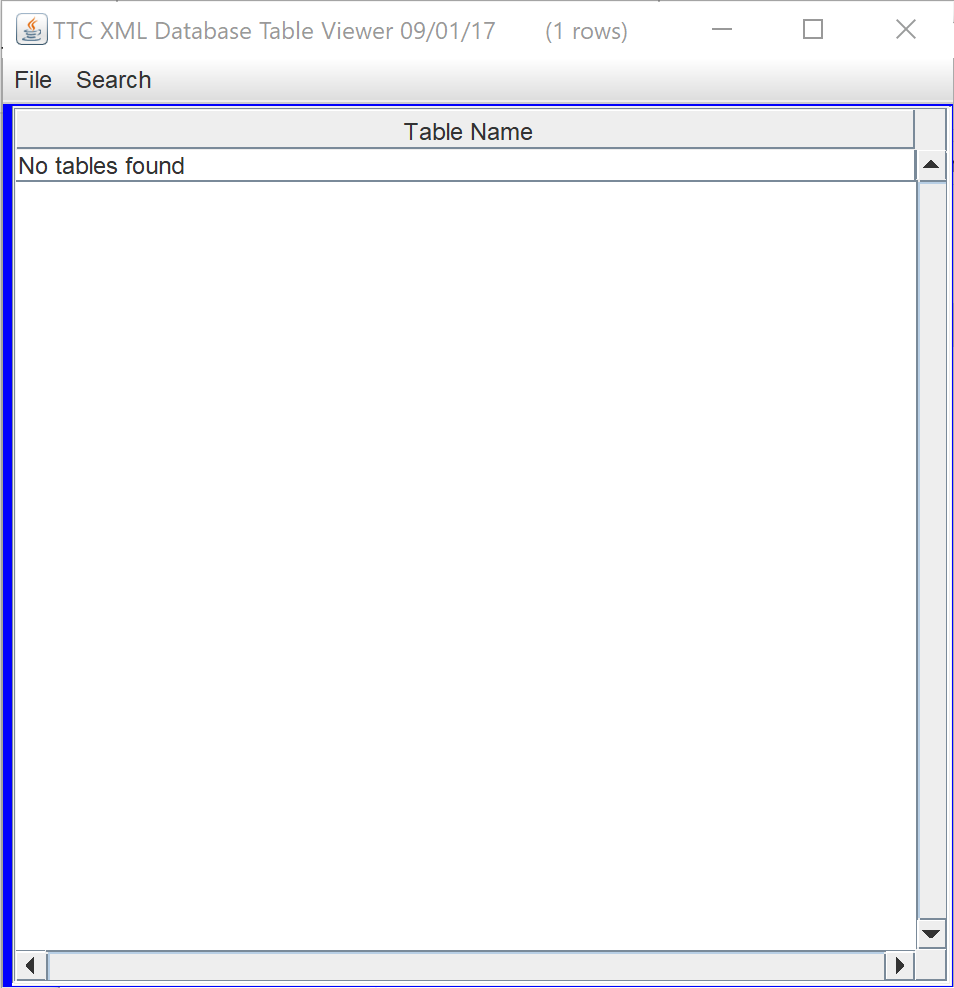 TTC XML Database Table Viewer 09/01/17 (1 rows)
File Search
Table Name
No tables found